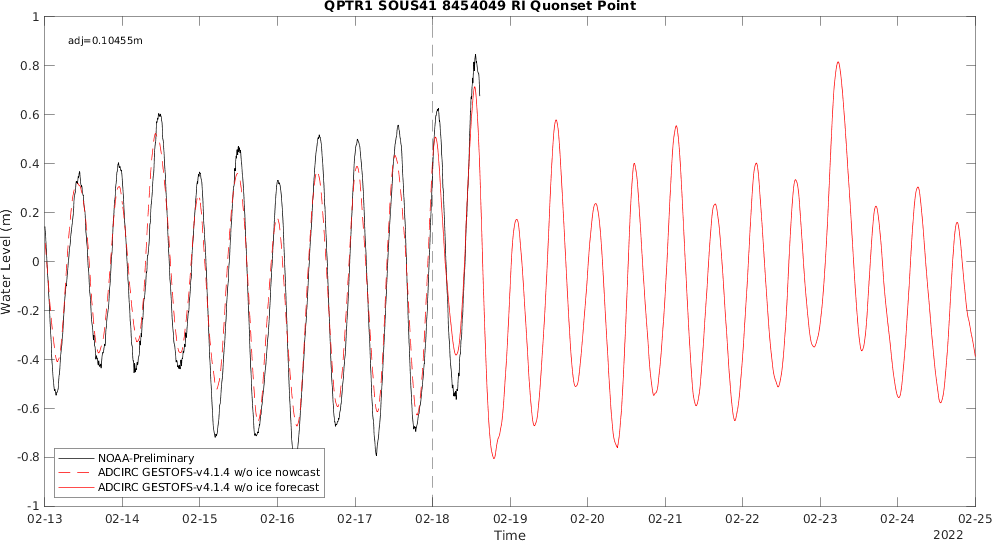 QPTR1 SOUS41 8454049 RI Quonset Point
adj=0.10455m
1
0.8
0.6
0.4
0.2
0
-0.2
-0.4
-0.6
-0.8
-1
Water Level (m)
NOAA-Preliminary
ADCIRC GESTOFS-v4.1.4 w/o ice nowcast
ADCIRC GESTOFS-v4.1.4 w/o ice forecast
02-13 02-14 02-15 02-16 02-17 02-18 02-19 02-20 02-21 02-22 02-23 02-24 02-25
Time
2022